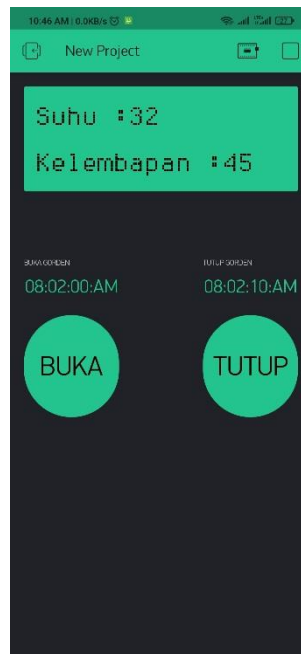 10:46 AM | 0.0KB/s
New Project
Suhu :32
Kelembapan :45
BUKA GORDEN TUTUP GORDEN
08:02:00:AM 08:02:10:AM
BUKA TUTUP